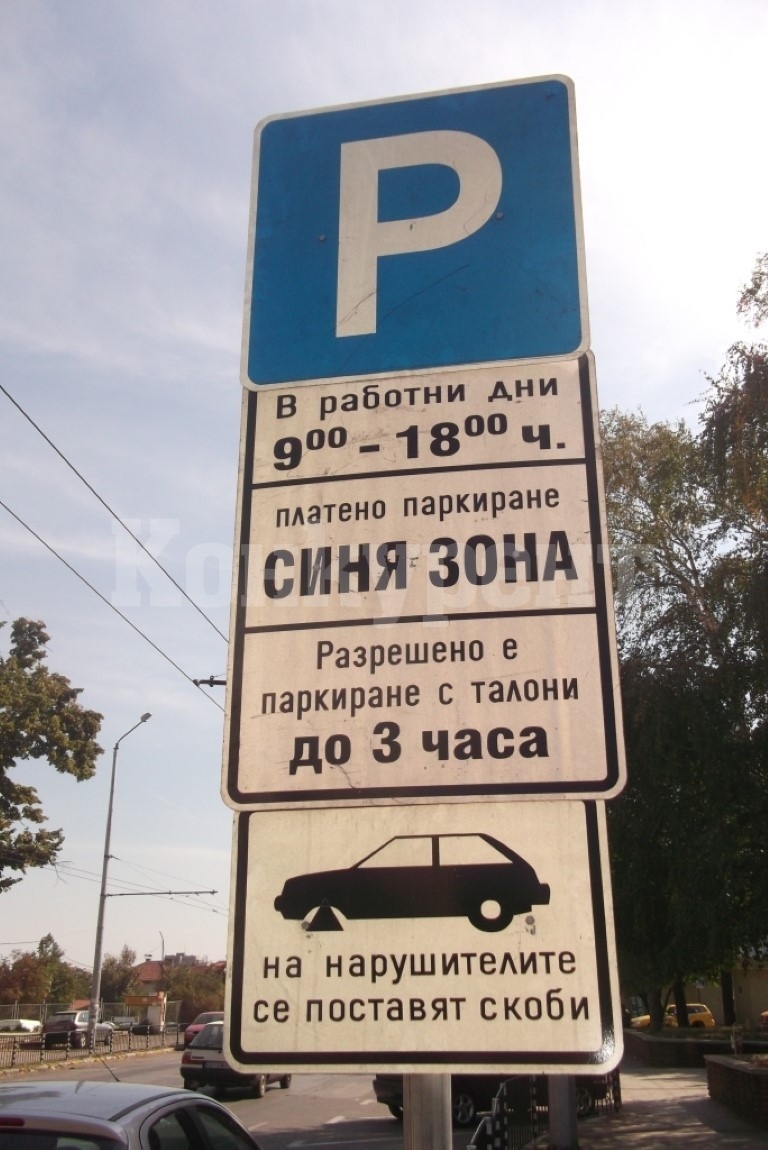 P
В работни дни
9⁰⁰ - 18⁰⁰ ч.
платено паркиране
СИНЯ ЗОНА
Конкурент
Разрешено е
паркиране с талони
до 3 часа
на нарушителите
се поставят скоби